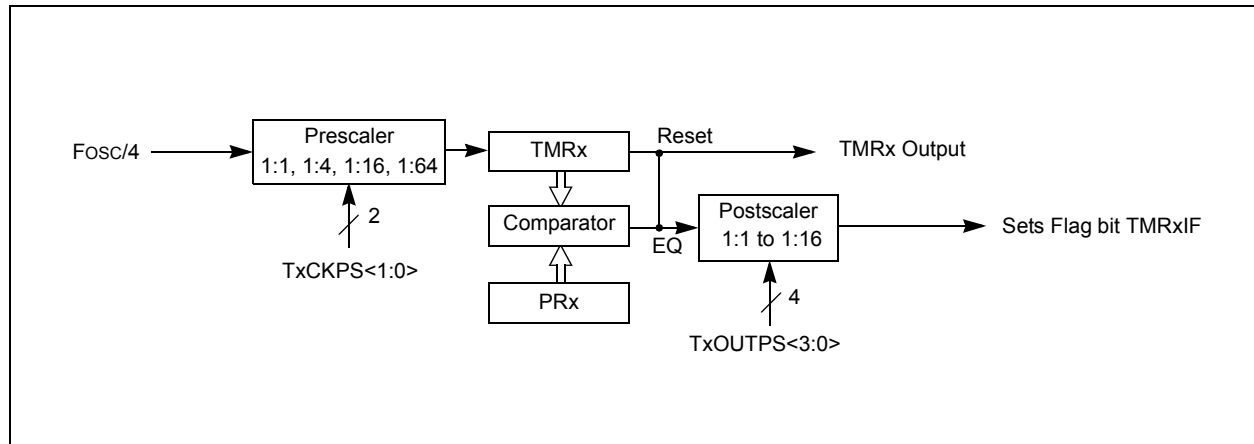 FOSC/4
Prescaler
1:1, 1:4, 1:16, 1:64
2
TxCKPS<1:0>
TMRx
Reset
TMRx Output
Comparator
EQ
PRx
Postscaler
1:1 to 1:16
4
TxOUTPS<3:0>
Sets Flag bit TMRxIF